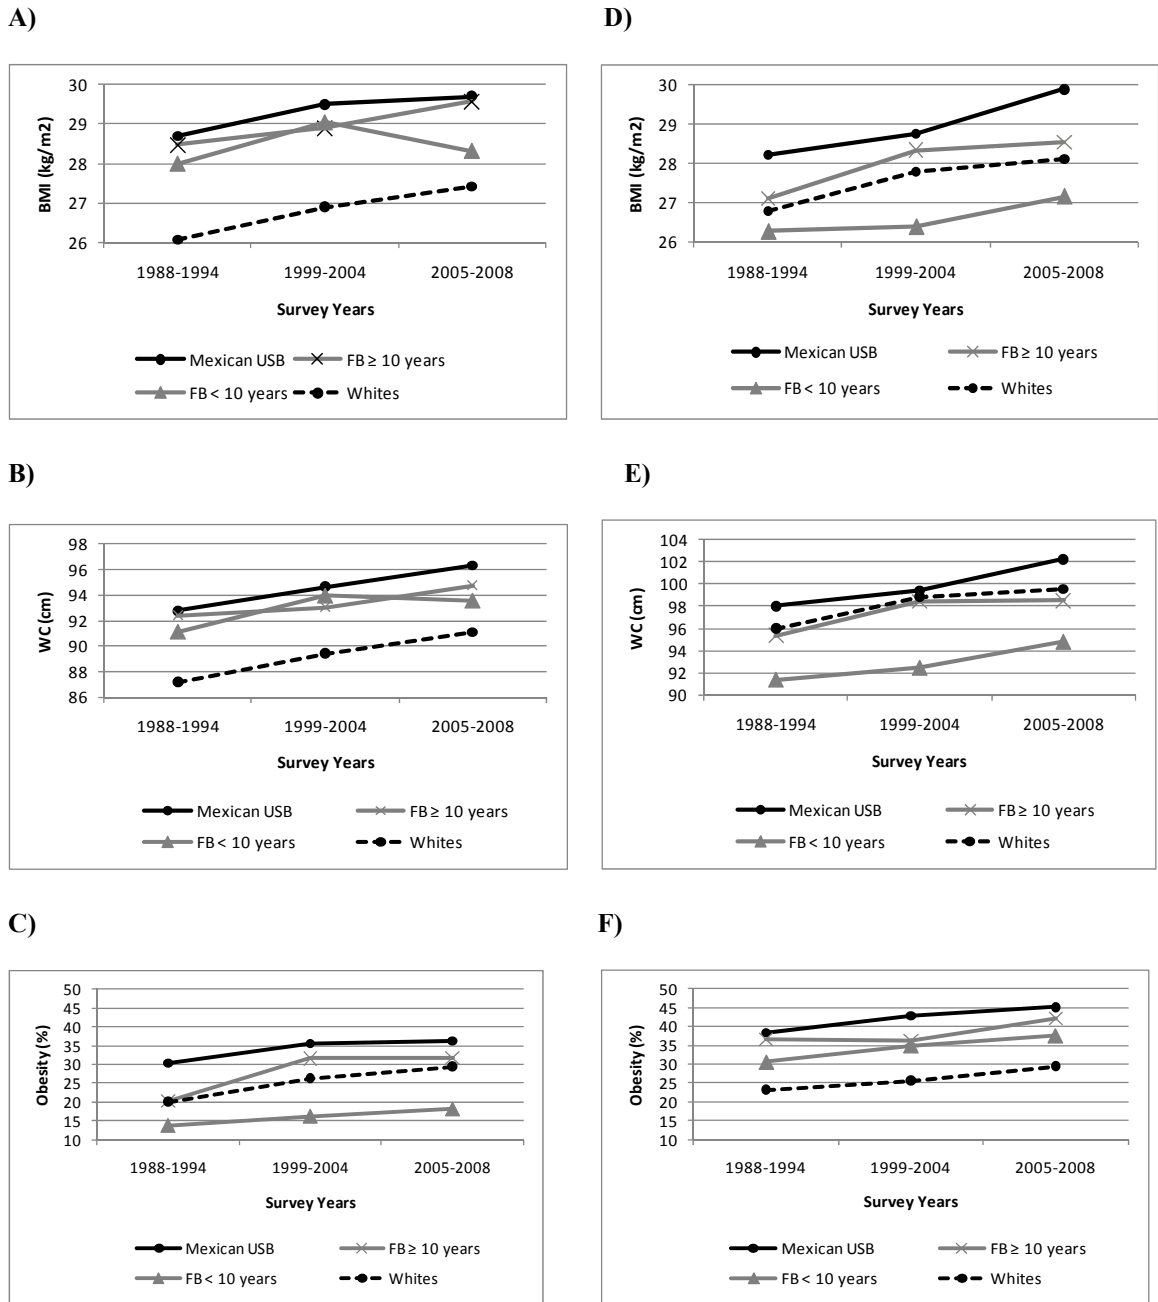 A)
30
29
28
27
26
BMI (kg/m2)
1988-1994 1999-2004 2005-2008
Survey Years
Mexican USB FB ≥ 10 years
FB < 10 years Whites
D)
30
29
28
27
26
BMI (kg/m2)
1988-1994 1999-2004 2005-2008
Survey Years
Mexican USB FB ≥ 10 years
FB < 10 years Whites
B)
98
96
94
92
90
88
86
WC (cm)
1988-1994 1999-2004 2005-2008
Survey Years
Mexican USB FB ≥ 10 years
FB < 10 years Whites
E)
104
102
100
98
96
94
92
90
WC (cm)
1988-1994 1999-2004 2005-2008
Survey Years
Mexican USB FB ≥ 10 years
FB < 10 years Whites
C)
50
45
40
35
30
25
20
15
10
Obesity (%)
1988-1994 1999-2004 2005-2008
Survey Years
Mexican USB FB ≥ 10 years
FB < 10 years Whites
F)
50
45
40
35
30
25
20
15
10
Obesity (%)
1988-1994 1999-2004 2005-2008
Survey Years
Mexican USB FB ≥ 10 years
FB < 10 years Whites